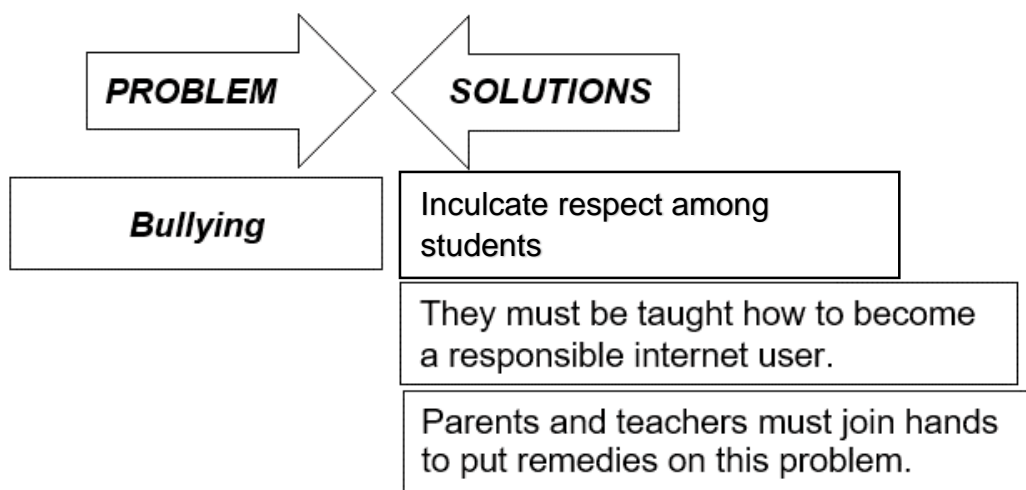 PROBLEM
SOLUTIONS
Bullying
Inculcate respect among
students
They must be taught how to become
a responsible internet user.
Parents and teachers must join hands
to put remedies on this problem.